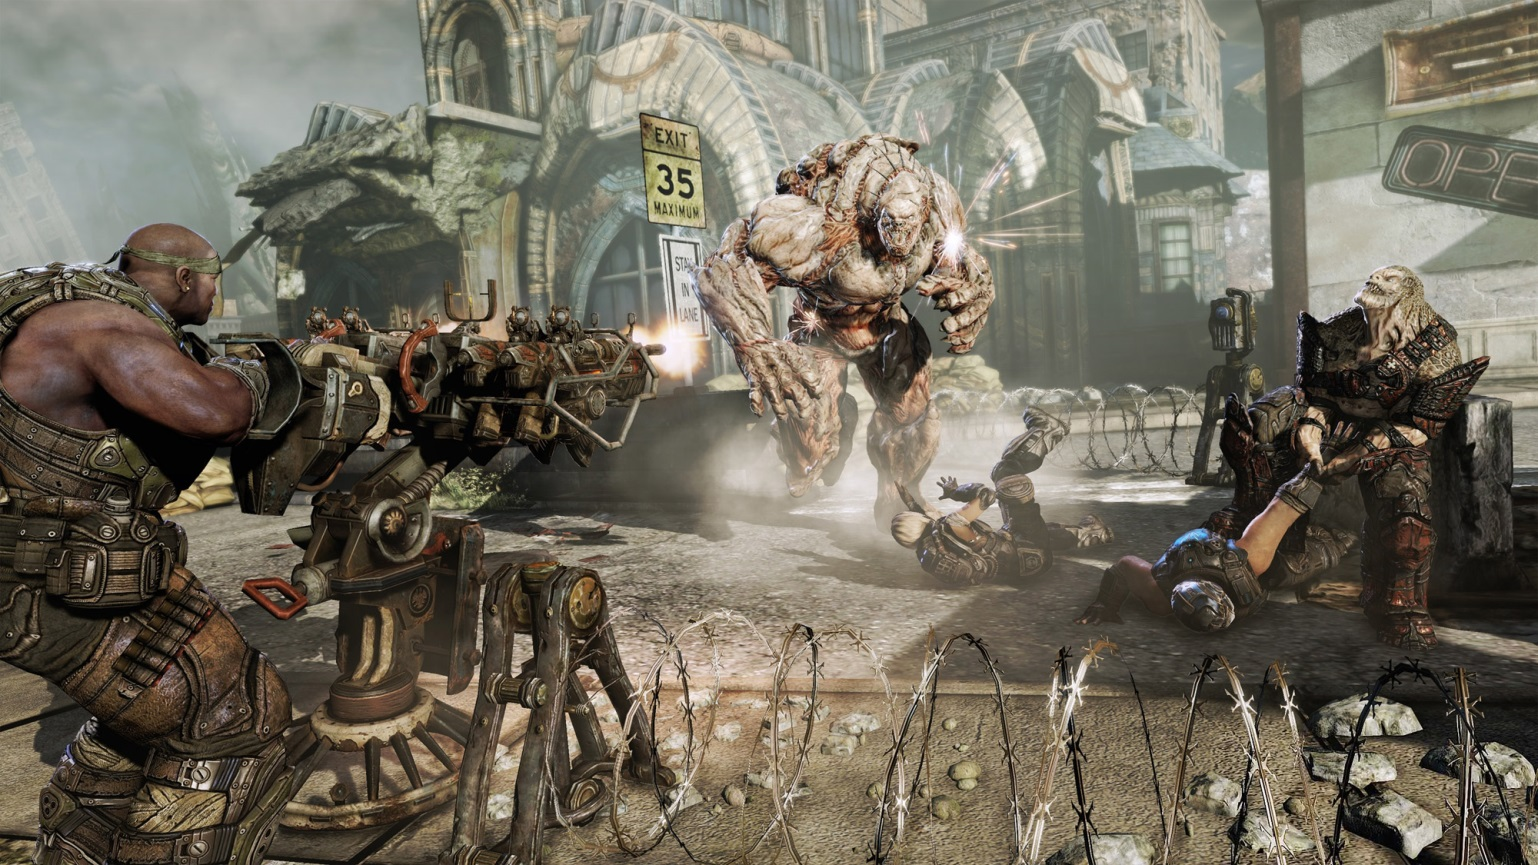 EXIT
35
MAXIMUM
STAY
IN
LANE
OPE